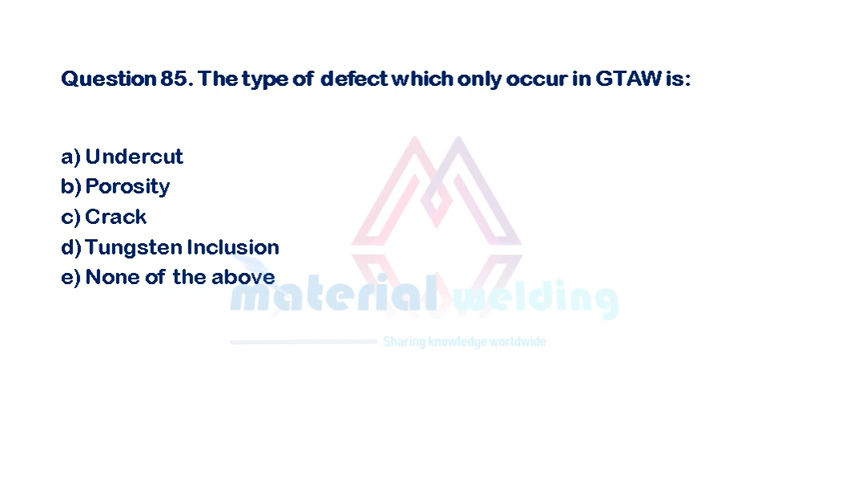 Question 85. The type of defect which only occur in GTAW is:
a) Undercut
b) Porosity
c) Crack
d) Tungsten Inclusion
e) None of the above
material welding
Sharing knowledge worldwide